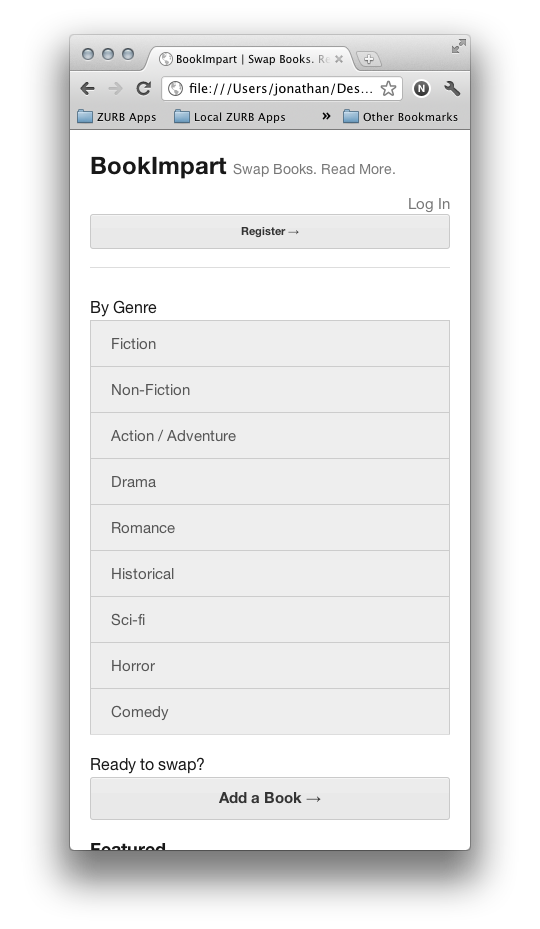 BookImpart | Swap Books. Re
file:///Users/jonathan/Des...
N
ZURB Apps Local ZURB Apps » Other Bookmarks
BookImpart Swap Books. Read More.
Log In
Register →
By Genre
Fiction
Non-Fiction
Action / Adventure
Drama
Romance
Historical
Sci-fi
Horror
Comedy
Ready to swap?
Add a Book →
Featured